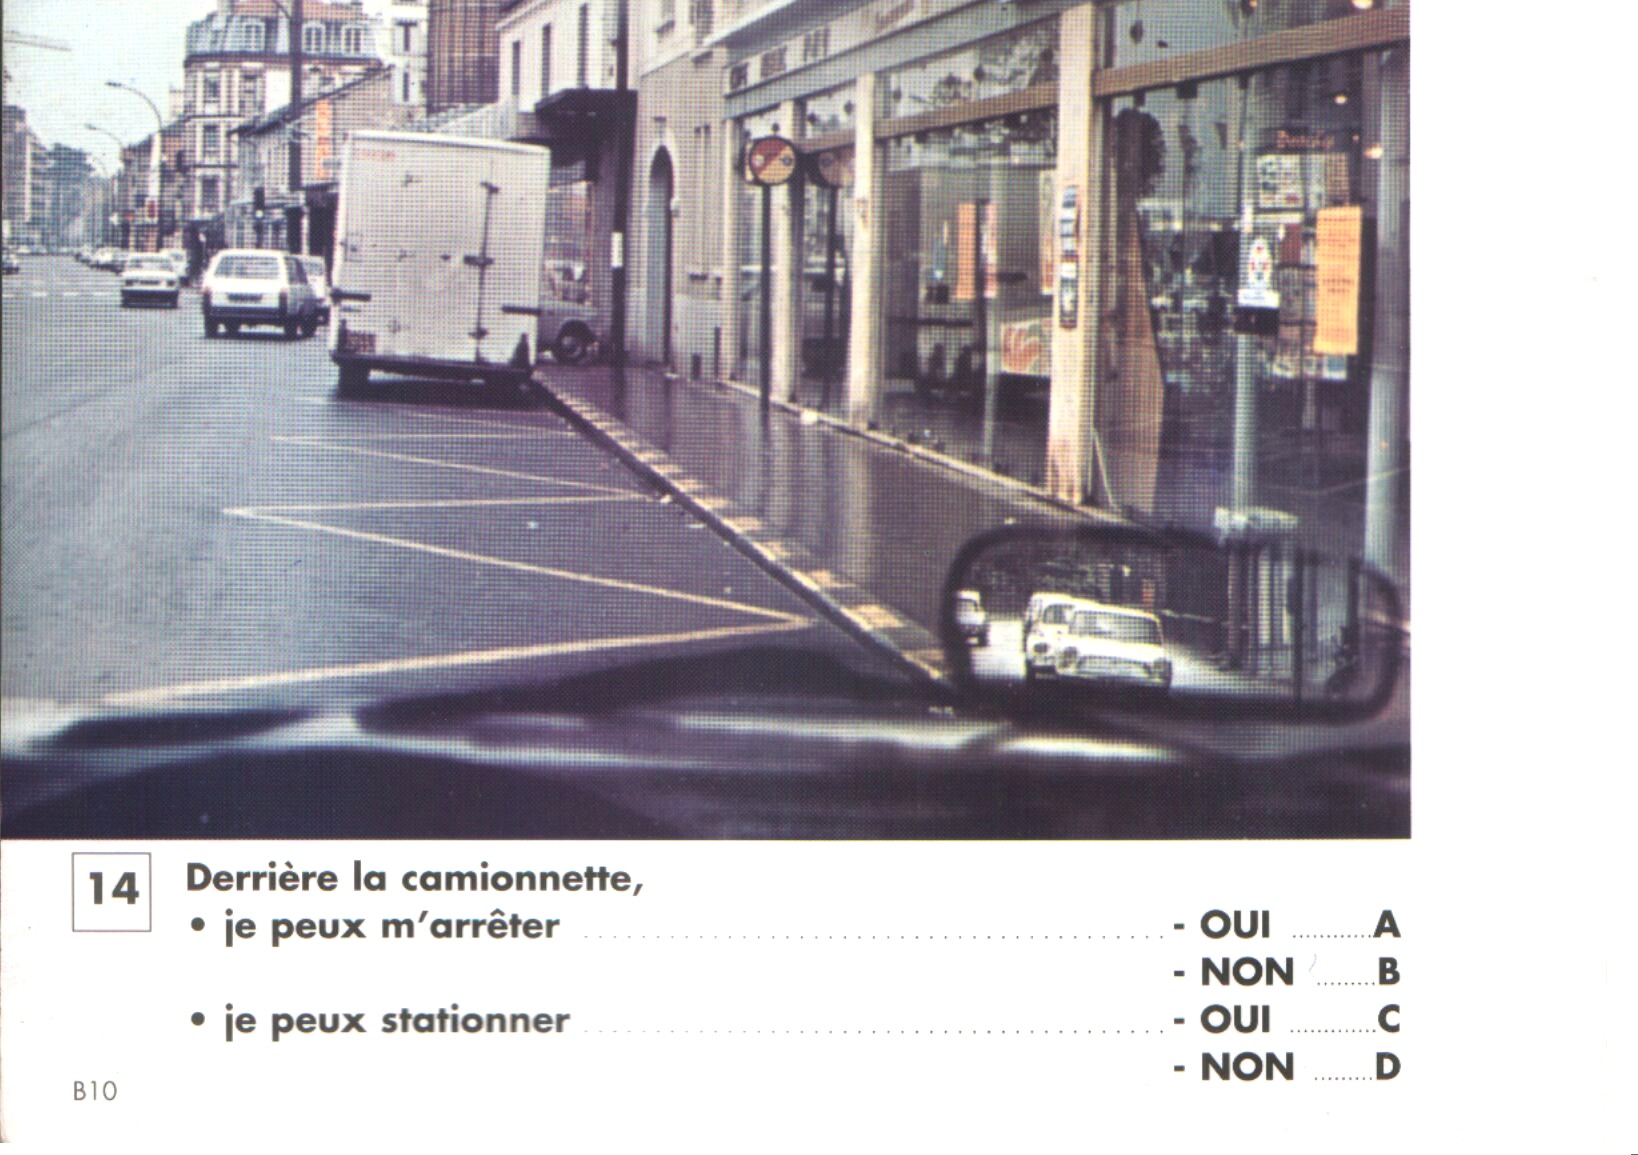 14
Derrière la camionnette,
• je peux m'arrêter - OUI A
- NON B
• je peux stationner - OUI C
- NON D
B10